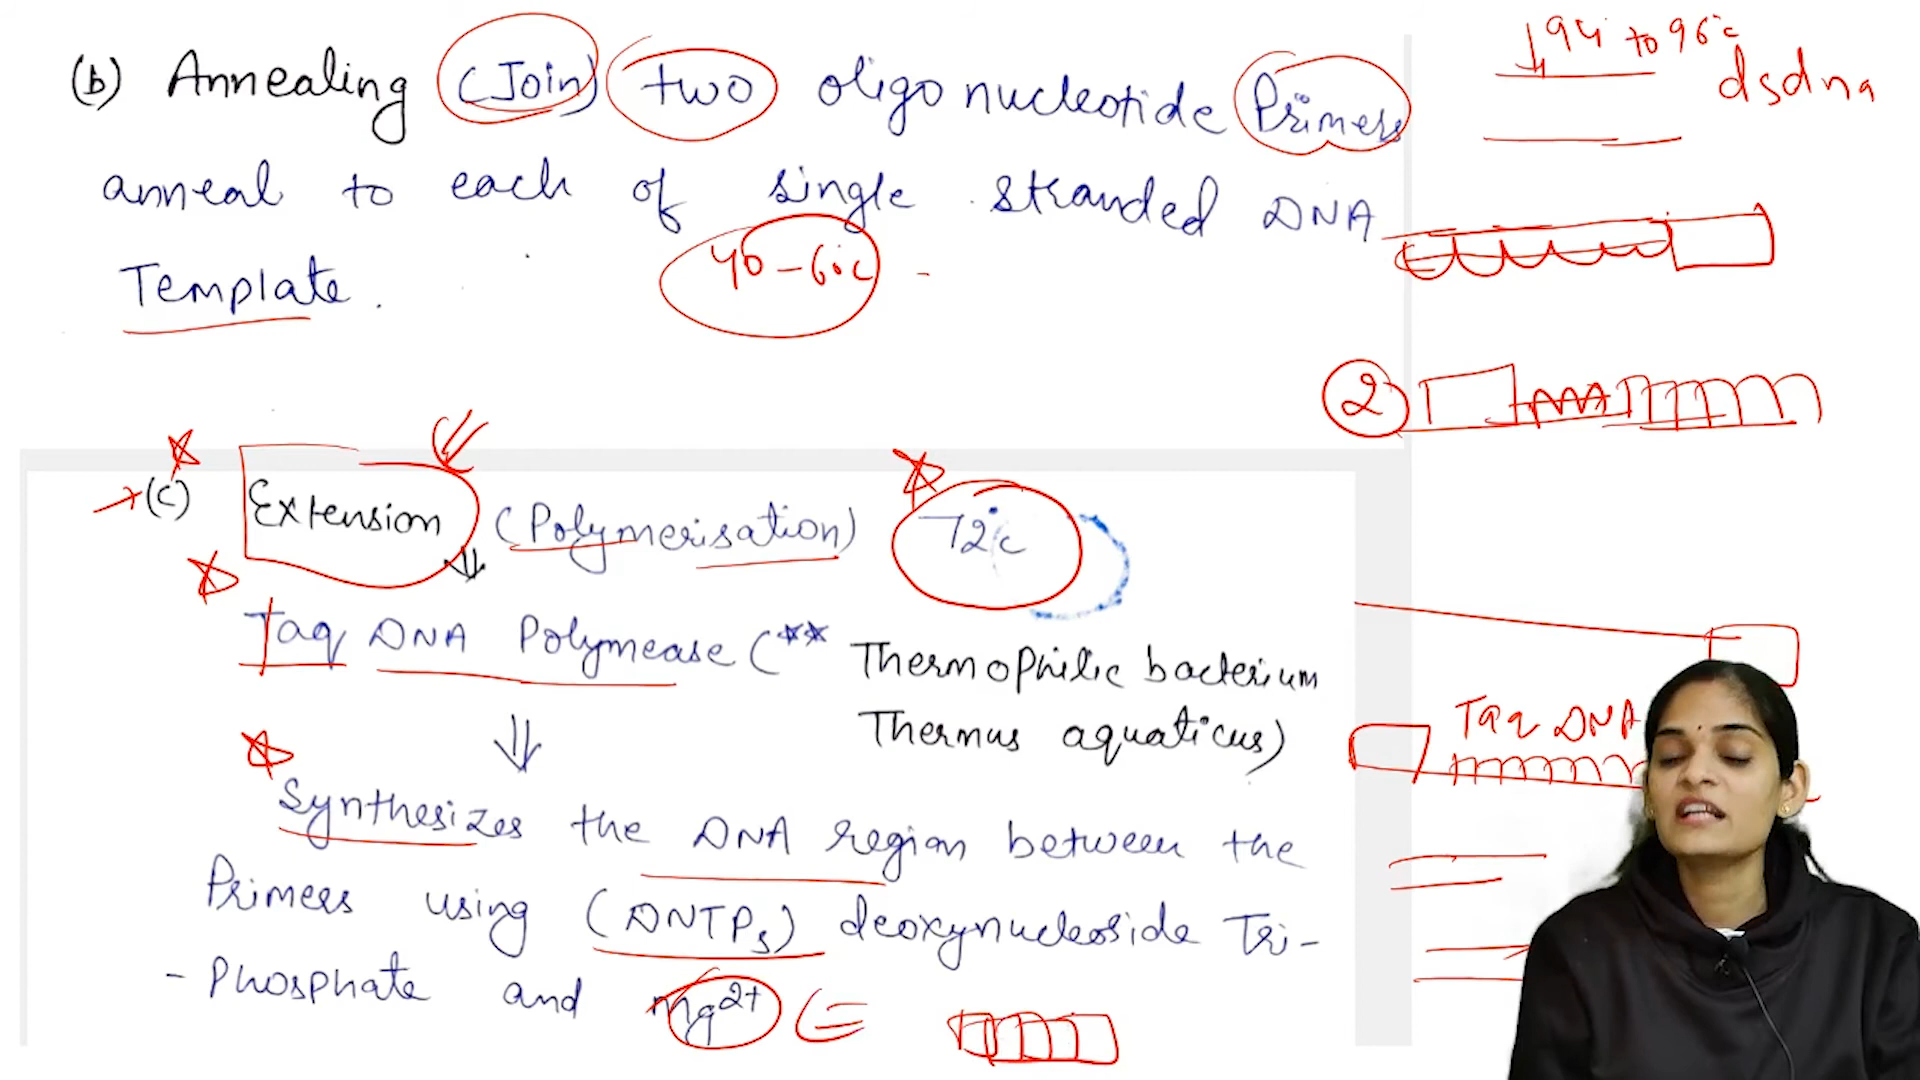 (b) Annealing (Join) two oligo nucleotide Primers
anneal to each of single stranded DNA
Template.
40-60°c
94 to 96°c
dsdna
2
(C) Extension (Polymerisation) 72°c
Taq DNA Polymease (**
Thermophilic bacterium
Thermus aquaticus)
Taq DNA
Synthesizes the DNA region between the
Primers using (DNTPs) deoxynucleoside Tri-
- Phosphate and mg2+